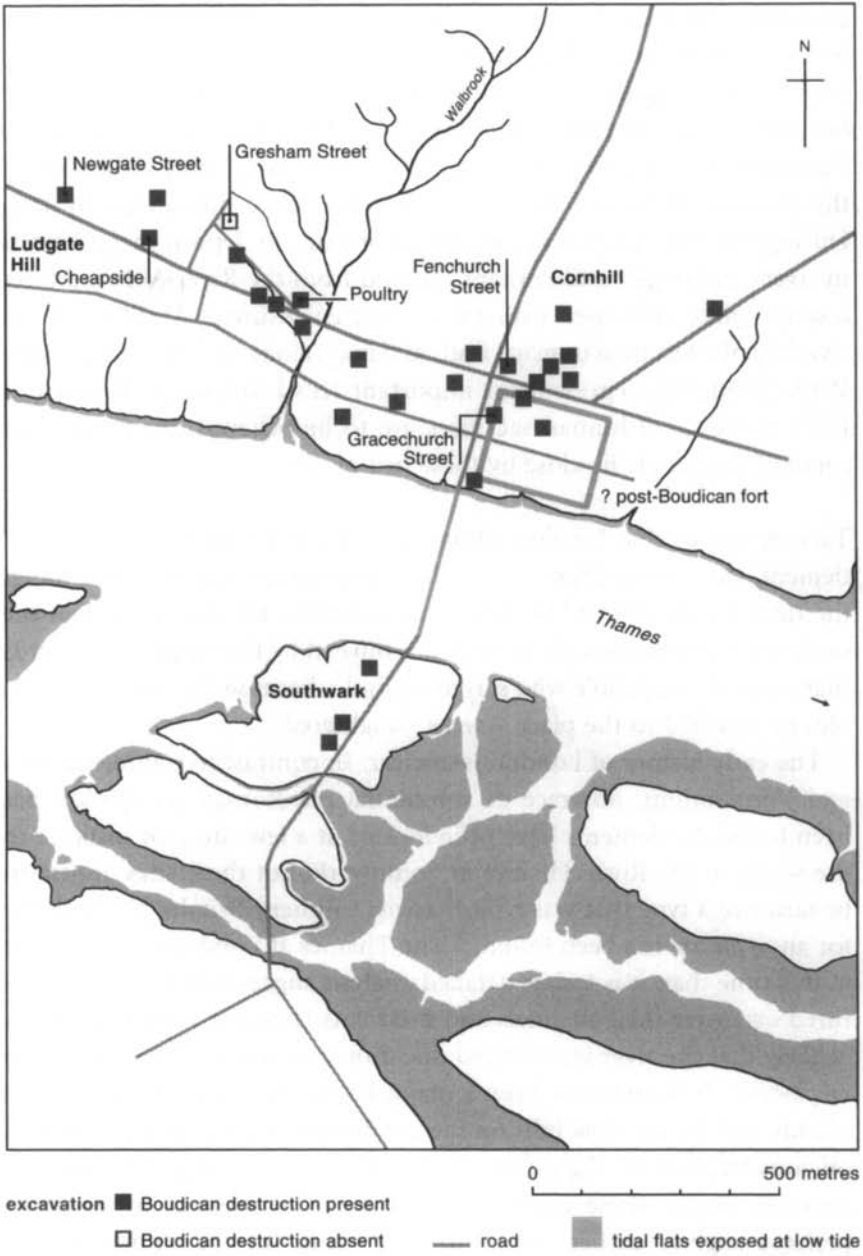 N
Walbrook
Gresham Street
Newgate Street
Fenchurch
Street
Cornhill
Ludgate
Hill
Cheapside
Poultry
Gracechurch
Street
? post-Boudican fort
Thames
Southwark
0 500 metres
excavation Boudican destruction present
Boudican destruction absent road tidal flats exposed at low tide